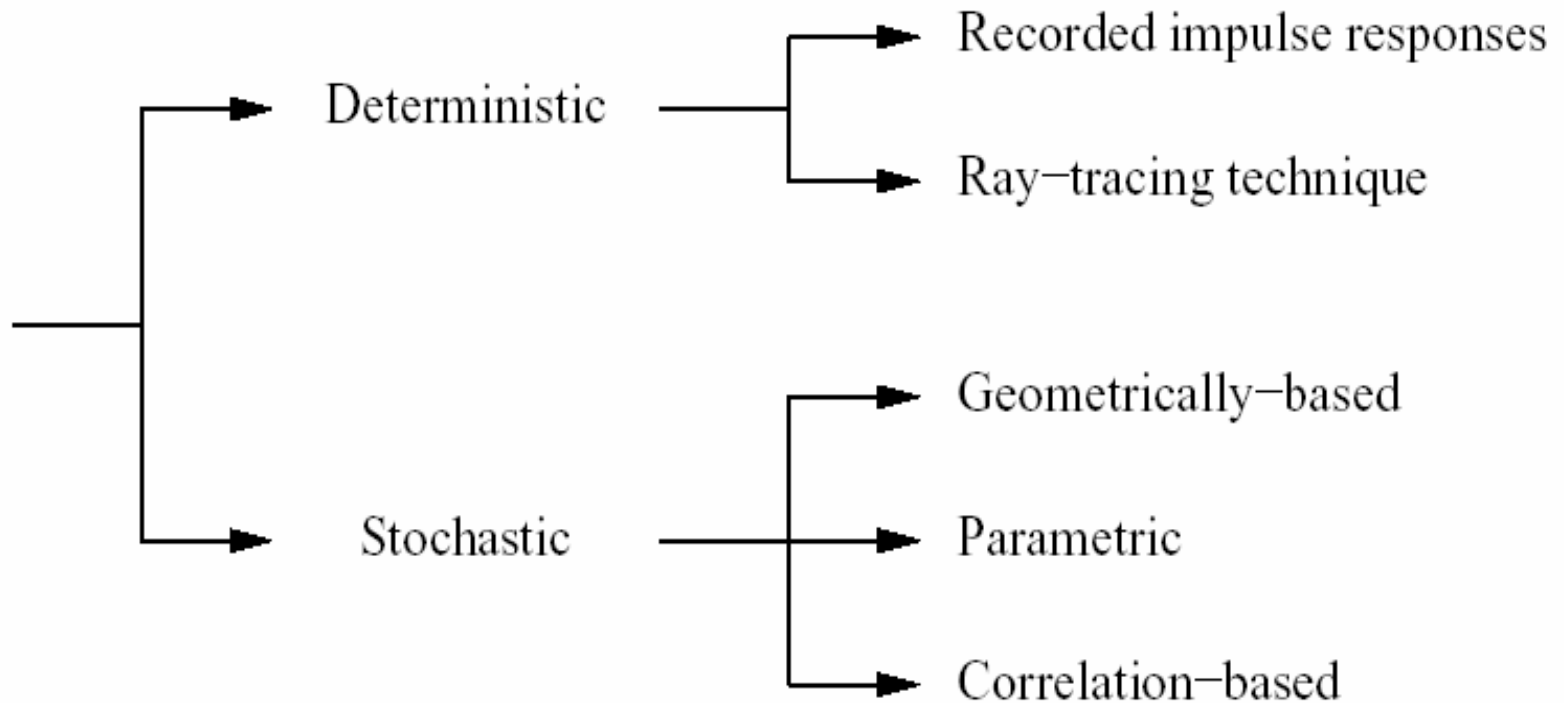 Recorded impulse responses
Deterministic
Ray−tracing technique
Geometrically−based
Stochastic
Parametric
Correlation−based